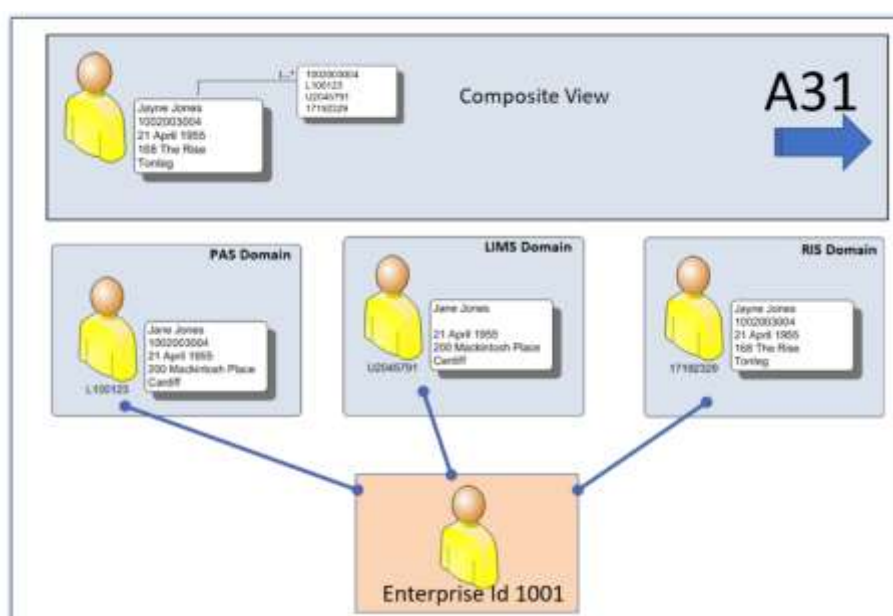 Jayne Jones
1002003004
21 April 1955
168 The Rise
Tonteg
1..*
1002003004
L100123
U2045791
17192329
Composite View
A31
PAS Domain
Jane Jones
1002003004
21 April 1955
200 Mackintosh Place
Cardiff
L100123
LIMS Domain
Jane Jones
21 April 1955
200 Mackintosh Place
Cardiff
U2045791
RIS Domain
Jayne Jones
1002003004
21 April 1955
168 The Rise
Tonteg
17192329
Enterprise Id 1001